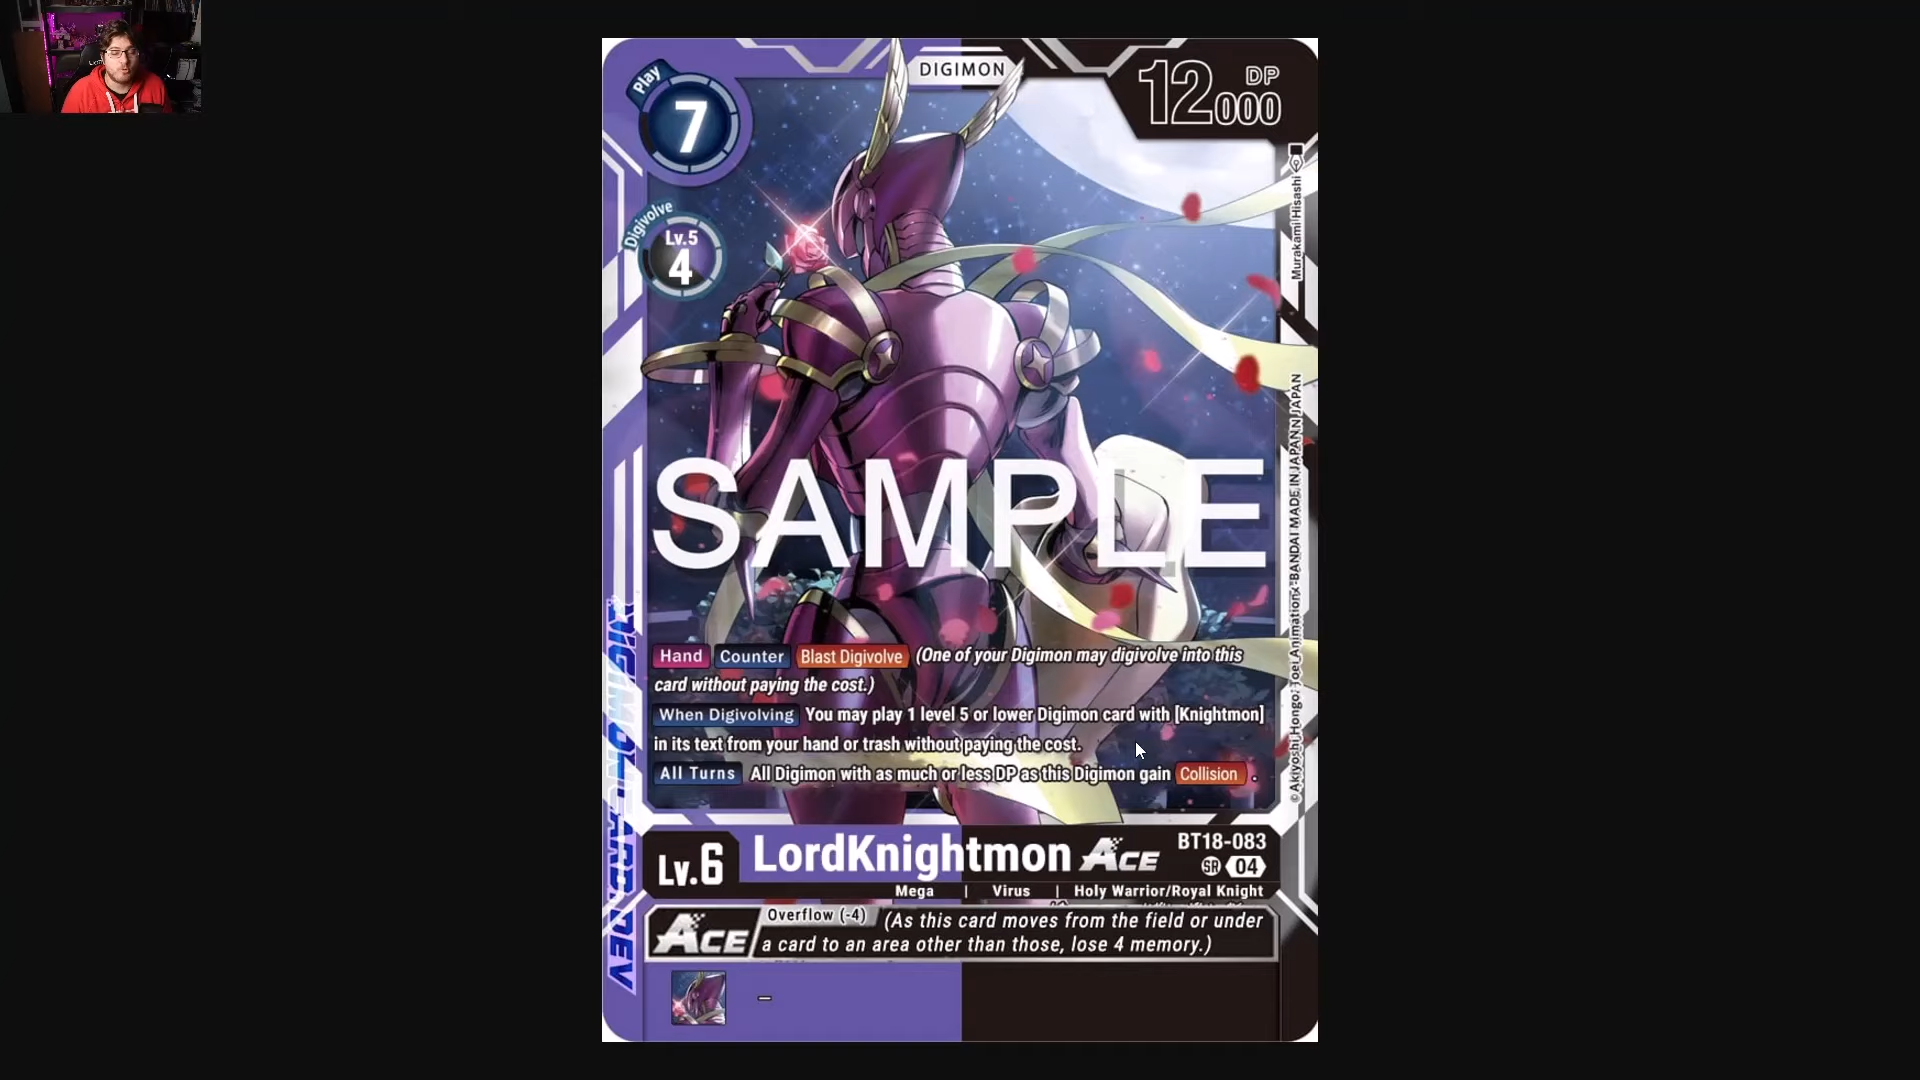 DIGIMON
Play
7
12000
DP
Digivolve
Lv.5
4
Murakami Hisashi
SAMPLE
Hand Counter Blast Digivolve (One of your Digimon may digivolve into this
card without paying the cost.)
When Digivolving You may play 1 level 5 or lower Digimon card with [Knightmon]
in its text from your hand or trash without paying the cost.
All Turns All Digimon with as much or less DP as this Digimon gain Collision .
©Akiyoshi Hongo, Toei Animation
BANDAI MADE IN JAPAN
Lv.6
LordKnightmon ACE
BT18-083
SR 04
Mega | Virus | Holy Warrior/Royal Knight
ACE
Overflow (-4) (As this card moves from the field or under
a card to an area other than those, lose 4 memory.)
–